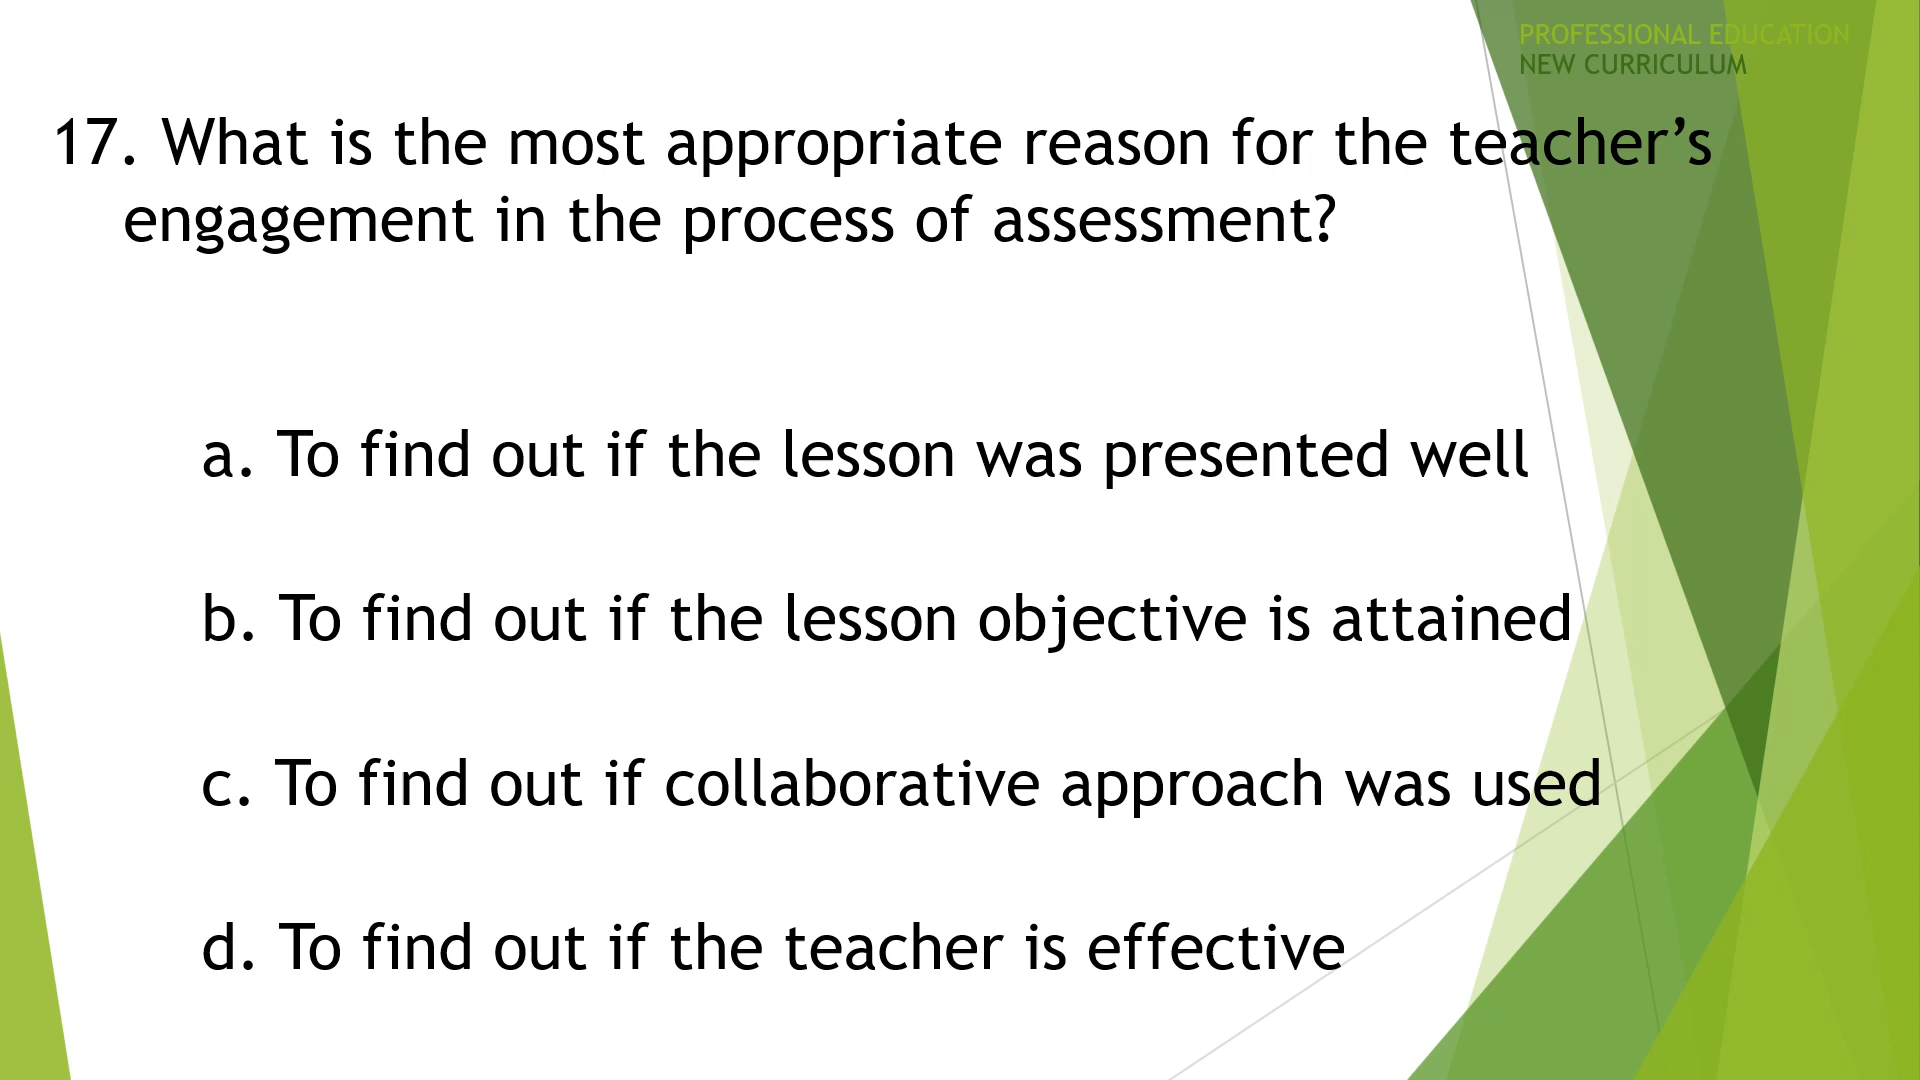 PROFESSIONAL EDUCATION
NEW CURRICULUM
17. What is the most appropriate reason for the teacher’s
engagement in the process of assessment?
a. To find out if the lesson was presented well
b. To find out if the lesson objective is attained
c. To find out if collaborative approach was used
d. To find out if the teacher is effective